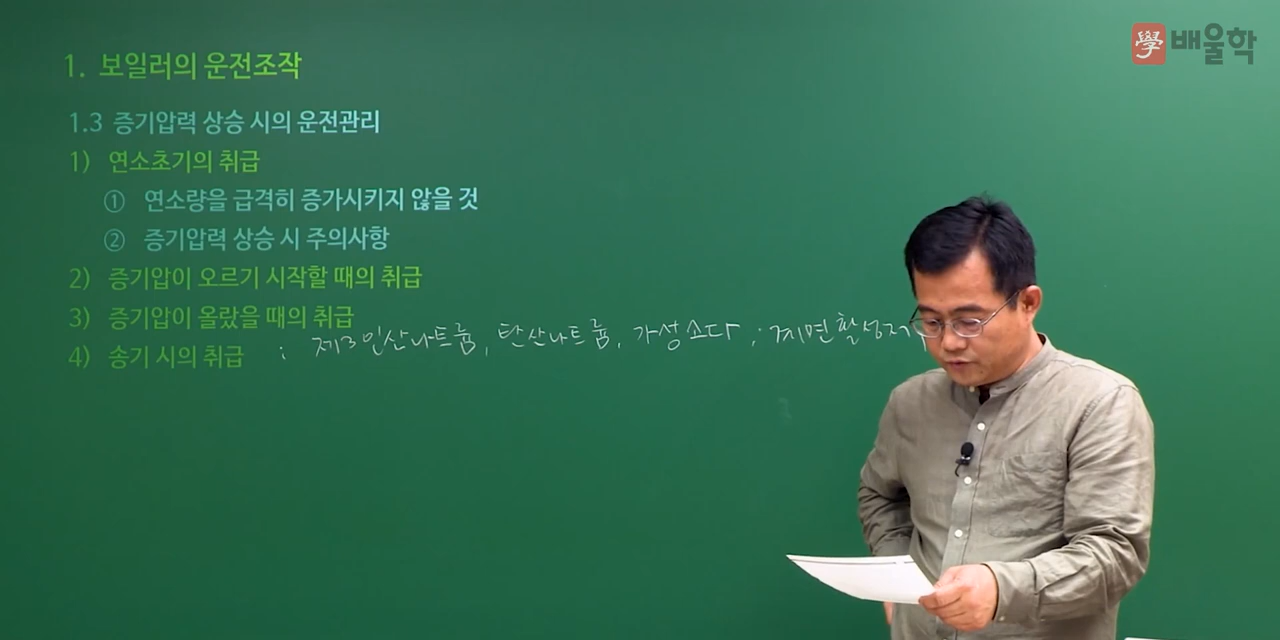 學 배울학
1. 보일러의 운전조작
1.3 증기압력 상승 시의 운전관리
1) 연소초기의 취급
① 연소량을 급격히 증가시키지 않을 것
② 증기압력 상승 시 주의사항
2) 증기압이 오르기 시작할 때의 취급
3) 증기압이 올랐을 때의 취급
: 제3인산나트륨, 탄산나트륨, 가성소다 ; 계면활성제
4) 송기 시의 취급